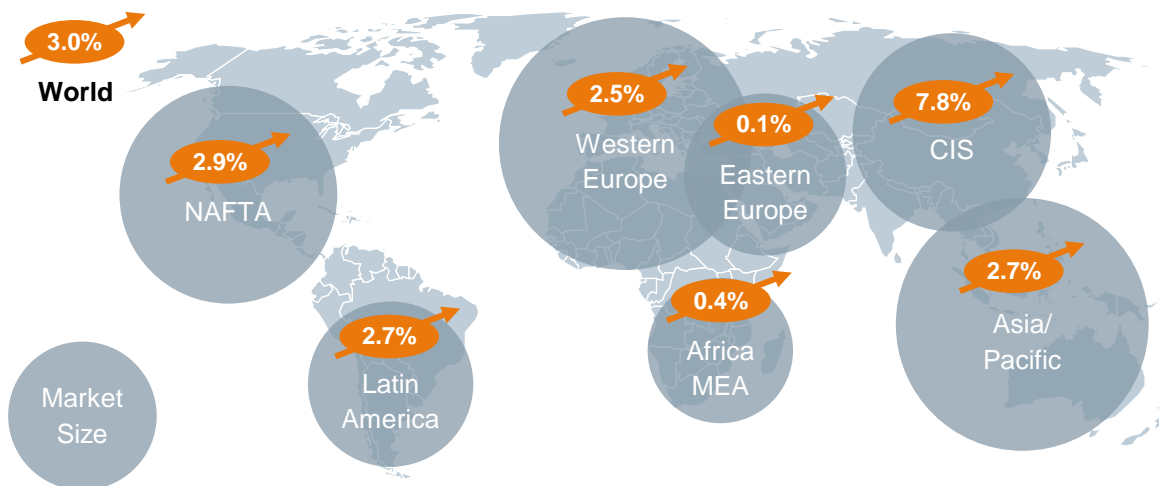 3.0%
World
2.9%
NAFTA
2.5%
Western
Europe
0.1%
Eastern
Europe
7.8%
CIS
2.7%
Asia/
Pacific
0.4%
Africa
MEA
2.7%
Latin
America
Market
Size